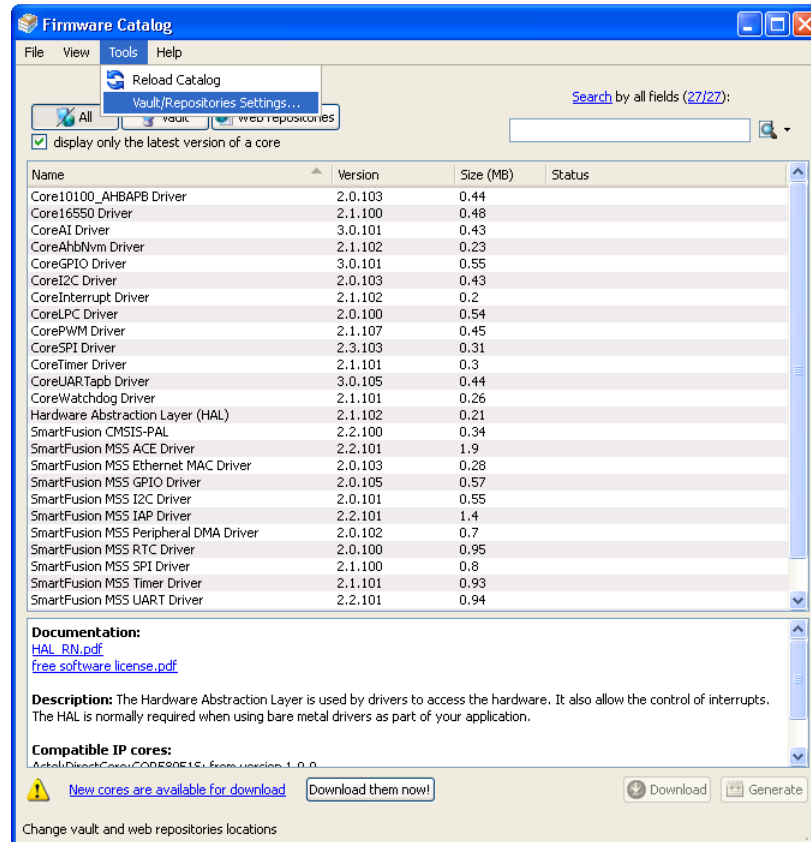 Firmware Catalog
File View Tools Help
Reload Catalog
Vault/Repositories Settings...
Search by all fields (27/27):
All Vault Web repositories
display only the latest version of a core
Name Version Size (MB) Status
Core10100_AHBAPB Driver 2.0.103 0.44
Core16550 Driver 2.1.100 0.48
CoreAI Driver 3.0.101 0.43
CoreAhbNvm Driver 2.1.102 0.23
CoreGPIO Driver 3.0.101 0.55
CoreI2C Driver 2.0.103 0.43
CoreInterrupt Driver 2.1.102 0.2
CoreLPC Driver 2.0.100 0.54
CorePWM Driver 2.1.107 0.45
CoreSPI Driver 2.3.103 0.31
CoreTimer Driver 2.1.101 0.3
CoreUARTapb Driver 3.0.105 0.44
CoreWatchdog Driver 2.1.101 0.26
Hardware Abstraction Layer (HAL) 2.1.102 0.21
SmartFusion CMSIS-PAL 2.2.100 0.34
SmartFusion MSS ACE Driver 2.2.101 1.9
SmartFusion MSS Ethernet MAC Driver 2.0.103 0.28
SmartFusion MSS GPIO Driver 2.0.105 0.57
SmartFusion MSS I2C Driver 2.0.101 0.55
SmartFusion MSS IAP Driver 2.2.101 1.4
SmartFusion MSS Peripheral DMA Driver 2.0.102 0.7
SmartFusion MSS RTC Driver 2.0.100 0.95
SmartFusion MSS SPI Driver 2.1.100 0.8
SmartFusion MSS Timer Driver 2.1.101 0.93
SmartFusion MSS UART Driver 2.2.101 0.94
Documentation:
HAL_RN.pdf
free software license.pdf
Description: The Hardware Abstraction Layer is used by drivers to access the hardware. It also allow the control of interrupts.
The HAL is normally required when using bare metal drivers as part of your application.
Compatible IP cores:
Actel:DirectCore:CORE8051S: from version 1.0.0
New cores are available for download Download them now! Download Generate
Change vault and web repositories locations